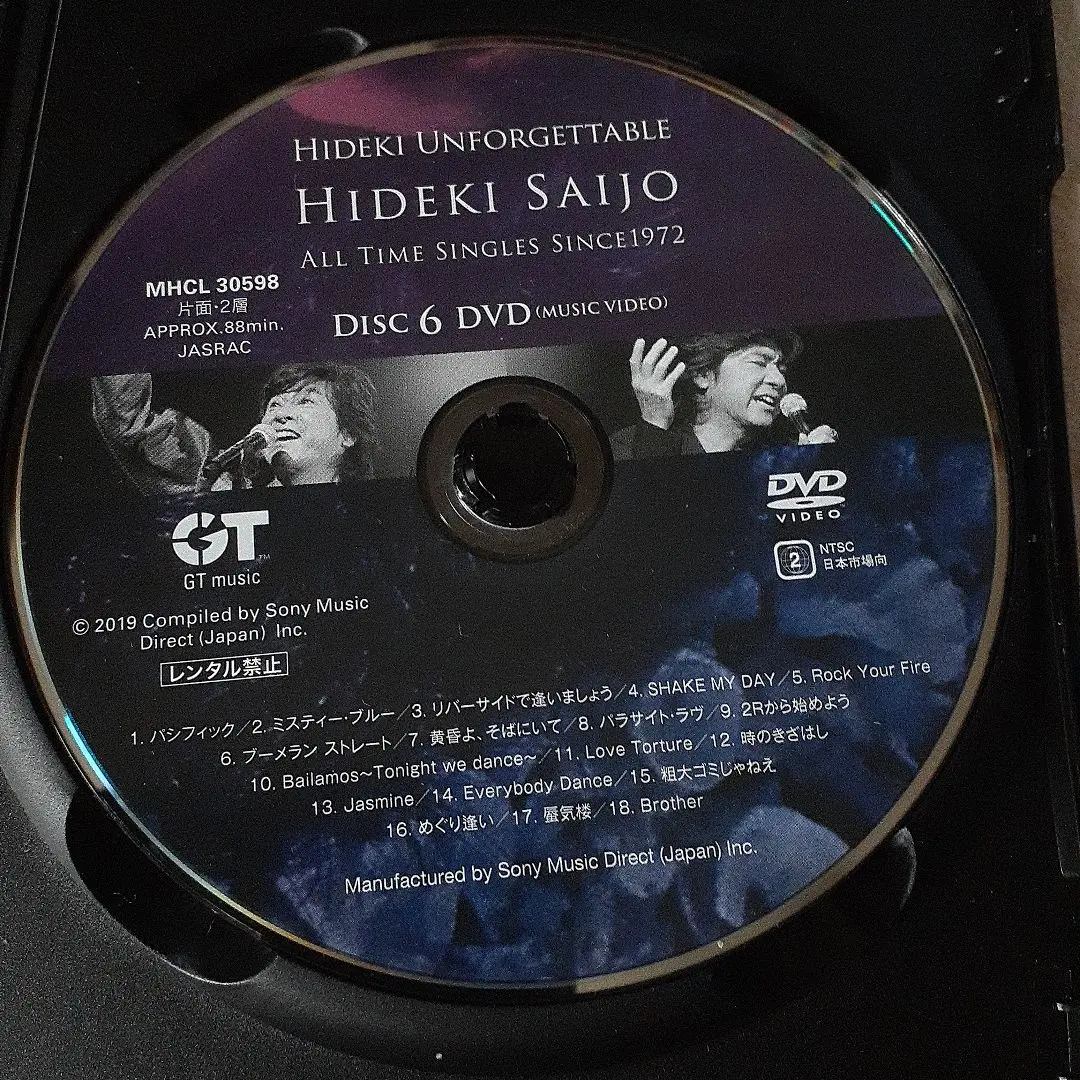 HIDEKI UNFORGETTABLE
HIDEKI SAIJO
ALL TIME SINGLES SINCE1972
MHCL 30598
片面・2層
APPROX.88min.
JASRAC
DISC 6 DVD (MUSIC VIDEO)
GT™
GT music
DVD™
VIDEO
2
NTSC
日本市場向
© 2019 Compiled by Sony Music
Direct (Japan) Inc.
レンタル禁止
1. パシフィック／2. ミスティー・ブルー／3. リバーサイドで逢いましょう／4. SHAKE MY DAY／5. Rock Your Fire
6. ブーメラン ストレート／7. 黄昏よ、そばにいて／8. パラサイト・ラヴ／9. 2Rから始めよう
10. Bailamos〜Tonight we dance〜／11. Love Torture／12. 時のきざはし
13. Jasmine／14. Everybody Dance／15. 粗大ゴミじゃねえ
16. めぐり逢い／17. 蜃気楼／18. Brother
Manufactured by Sony Music Direct (Japan) Inc.